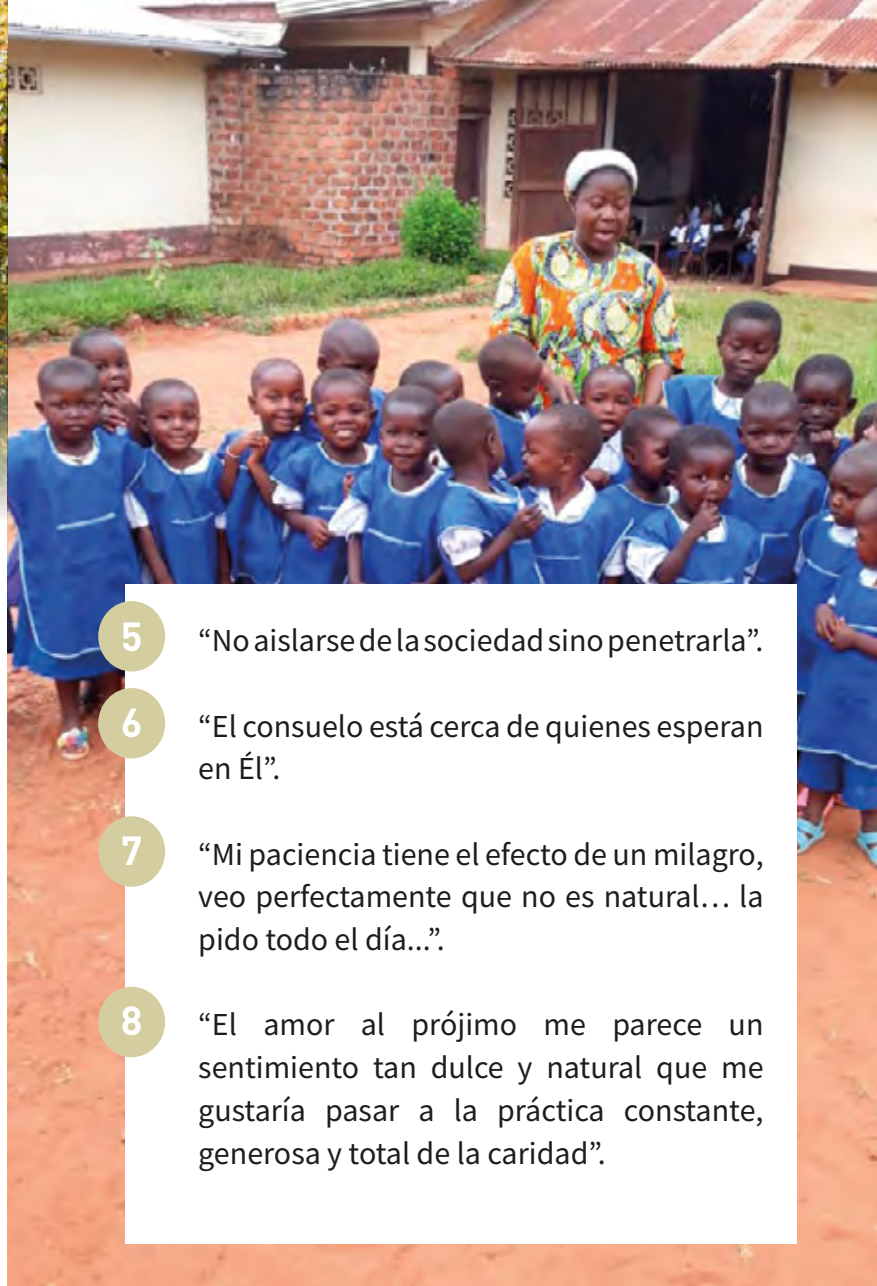 5 “No aislarse de la sociedad sino penetrarla”.
6 “El consuelo está cerca de quienes esperan
en Él”.
7 “Mi paciencia tiene el efecto de un milagro,
veo perfectamente que no es natural… la
pido todo el día...”.
8 “El amor al prójimo me parece un
sentimiento tan dulce y natural que me
gustaría pasar a la práctica constante,
generosa y total de la caridad”.